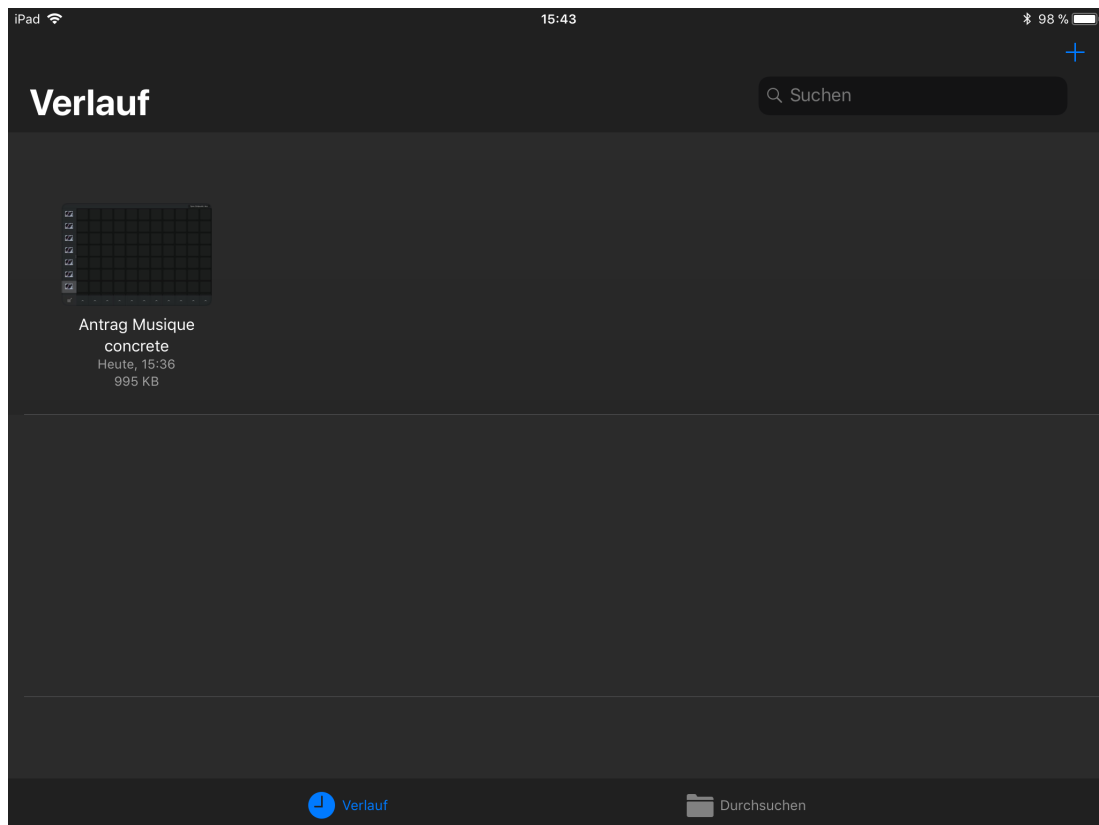 iPad 15:43 98 %
Verlauf
Suchen
Antrag Musique
concrete
Heute, 15:36
995 KB
Verlauf Durchsuchen